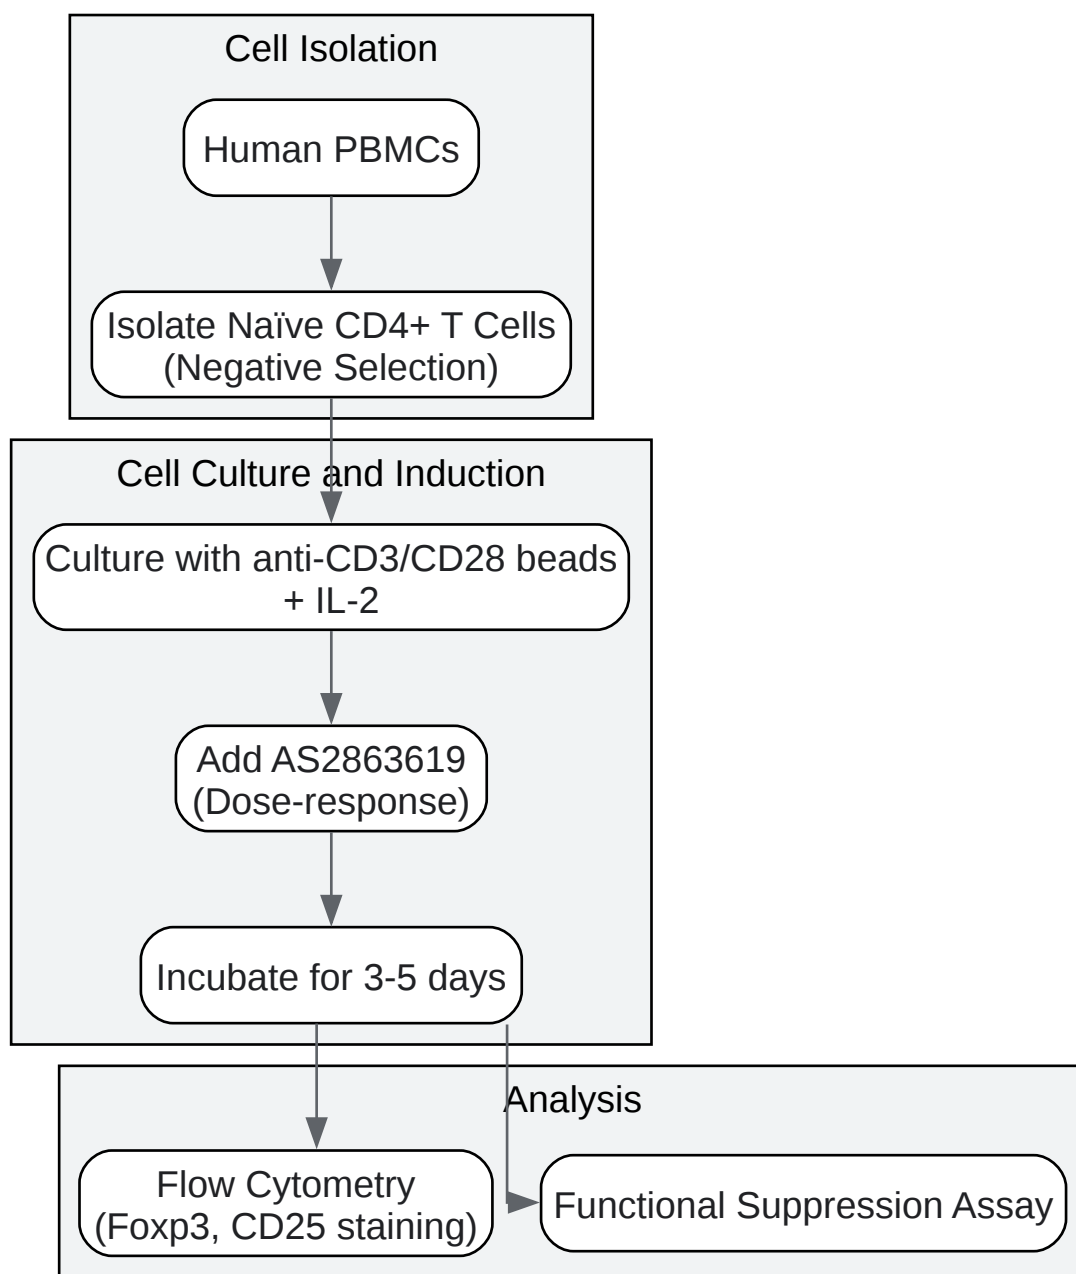 Cell Isolation
Human PBMCs
Isolate Naïve CD4+ T Cells
(Negative Selection)
Cell Culture and Induction
Culture with anti-CD3/CD28 beads
+ IL-2
Add AS2863619
(Dose-response)
Incubate for 3-5 days
Analysis
Flow Cytometry
(Foxp3, CD25 staining)
Functional Suppression Assay